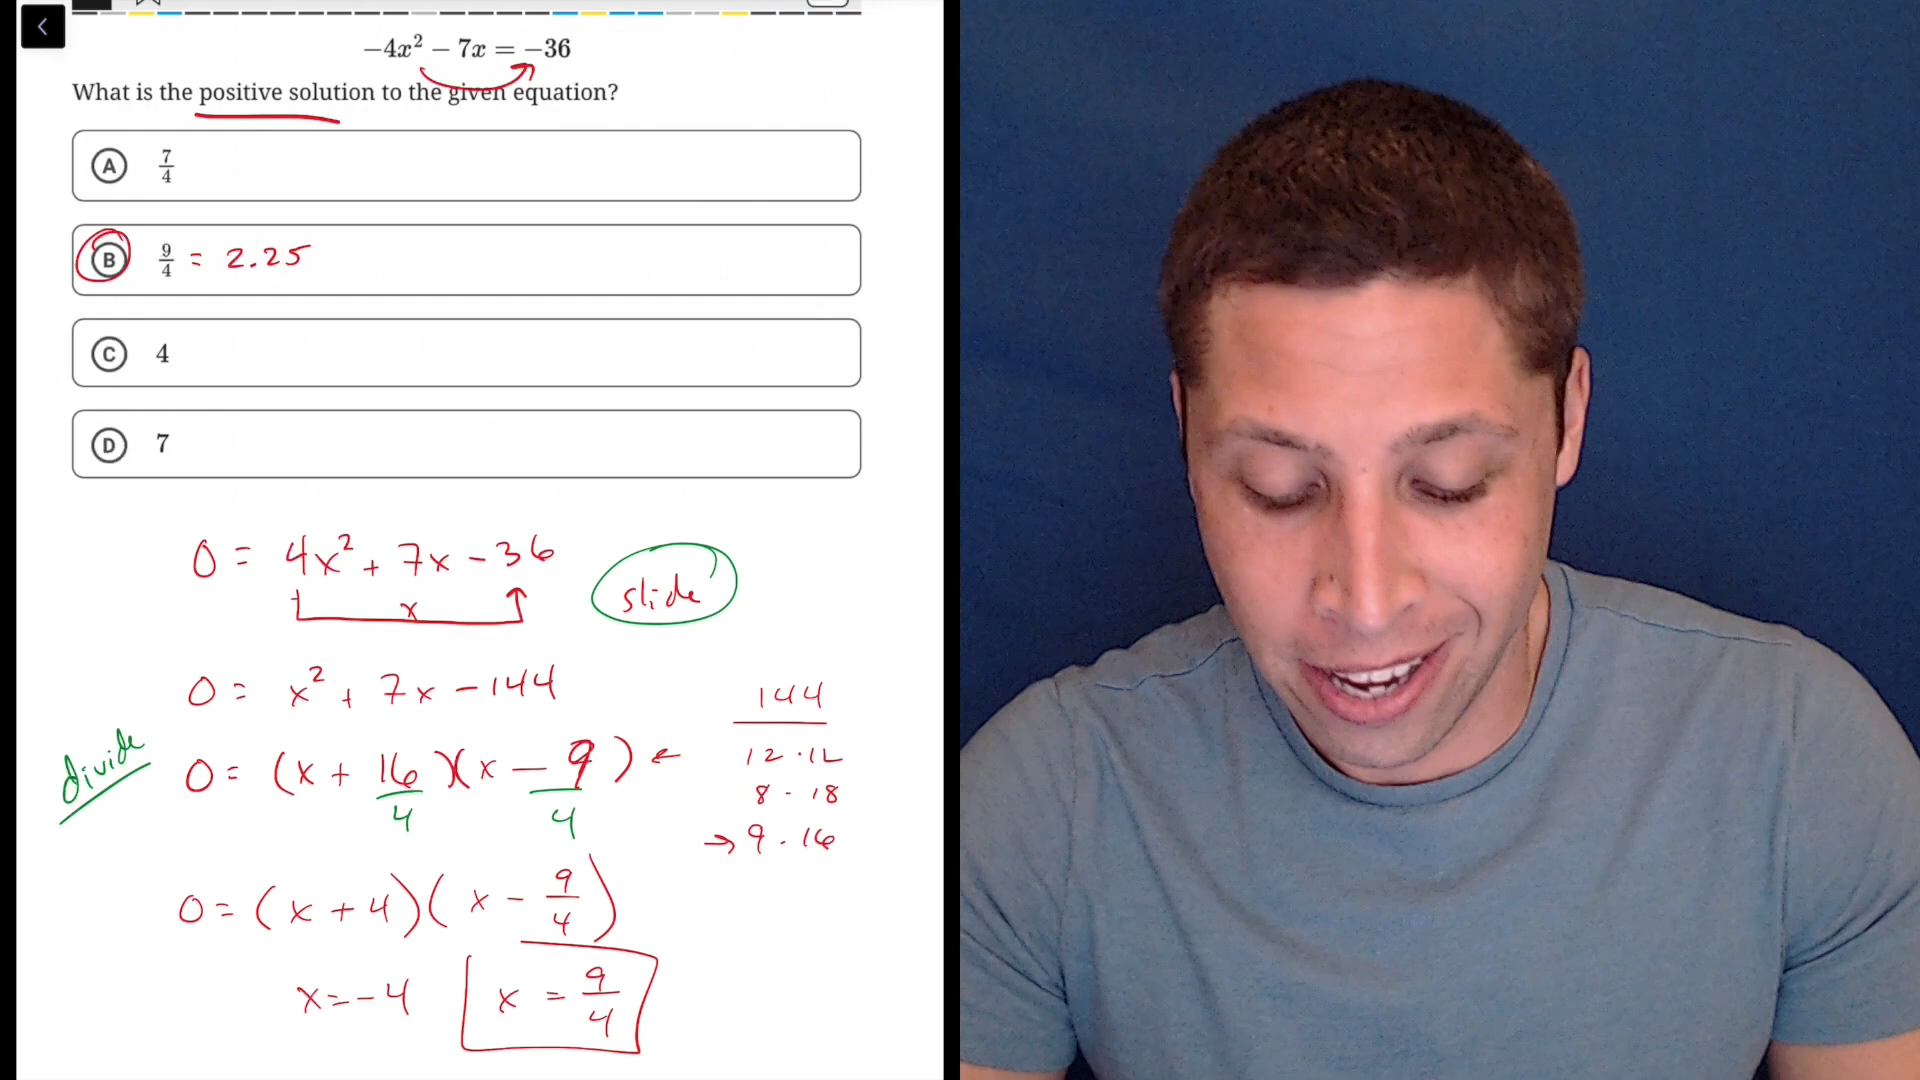 −4x² − 7x = −36
What is the positive solution to the given equation?
A 7/4
B 9/4 = 2.25
C 4
D 7
0 = 4x² + 7x − 36
x
slide
0 = x² + 7x − 144
144
divide
0 = (x + 16/4)(x − 9/4) ←
12 · 12
8 · 18
→ 9 · 16
0 = (x + 4)(x − 9/4)
x = −4
x = 9/4